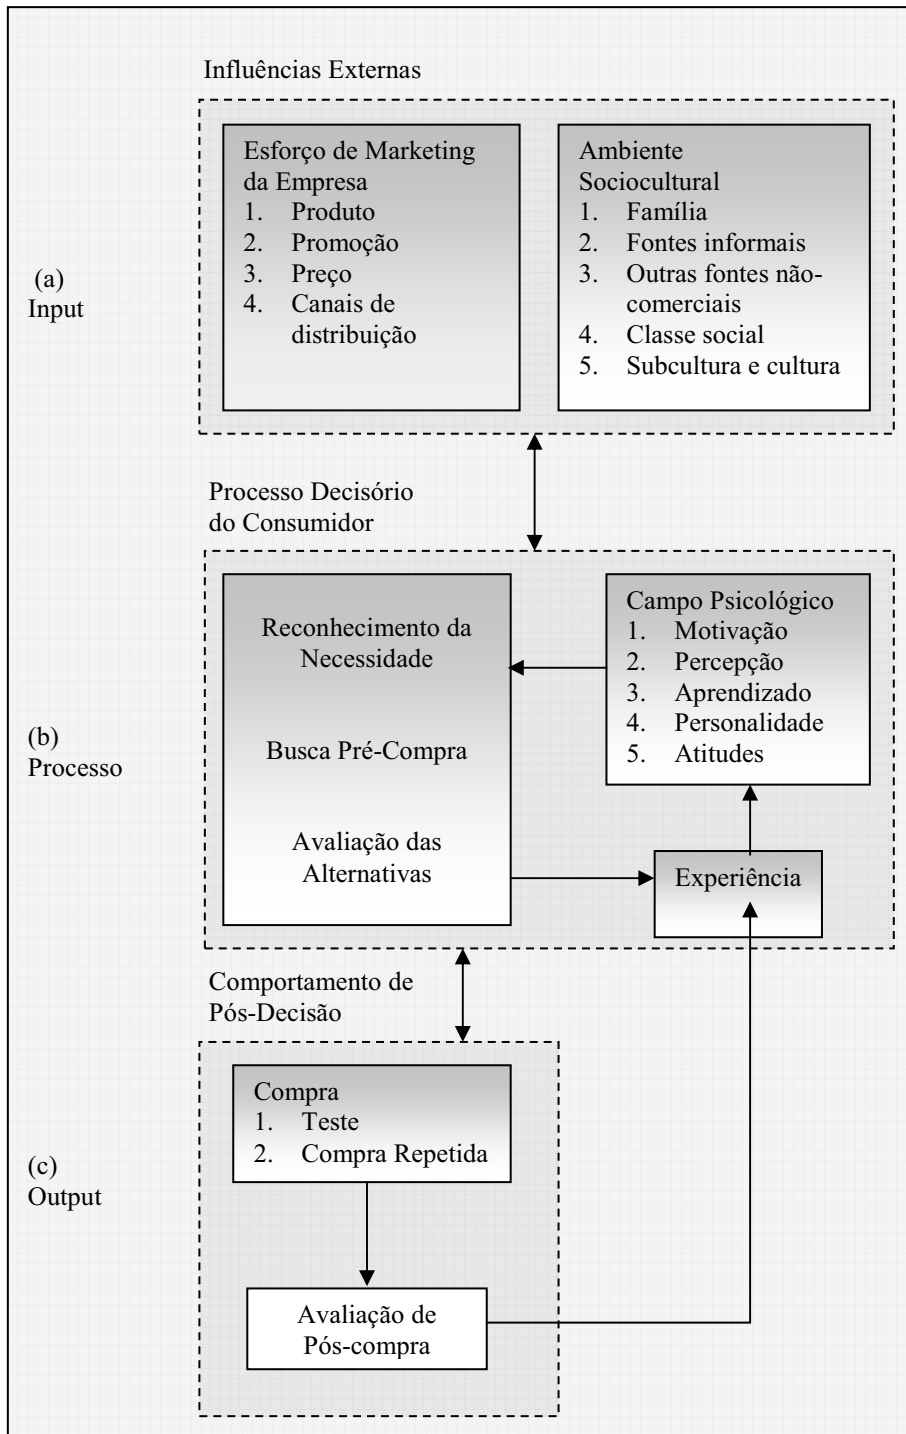 Influências Externas
Esforço de Marketing
da Empresa
1. Produto
2. Promoção
3. Preço
4. Canais de
distribuição
Ambiente
Sociocultural
1. Família
2. Fontes informais
3. Outras fontes não-
comerciais
4. Classe social
5. Subcultura e cultura
(a)
Input
Processo Decisório
do Consumidor
Reconhecimento da
Necessidade
Busca Pré-Compra
Avaliação das
Alternativas
Campo Psicológico
1. Motivação
2. Percepção
3. Aprendizado
4. Personalidade
5. Atitudes
Experiência
(b)
Processo
Comportamento de
Pós-Decisão
Compra
1. Teste
2. Compra Repetida
(c)
Output
Avaliação de
Pós-compra